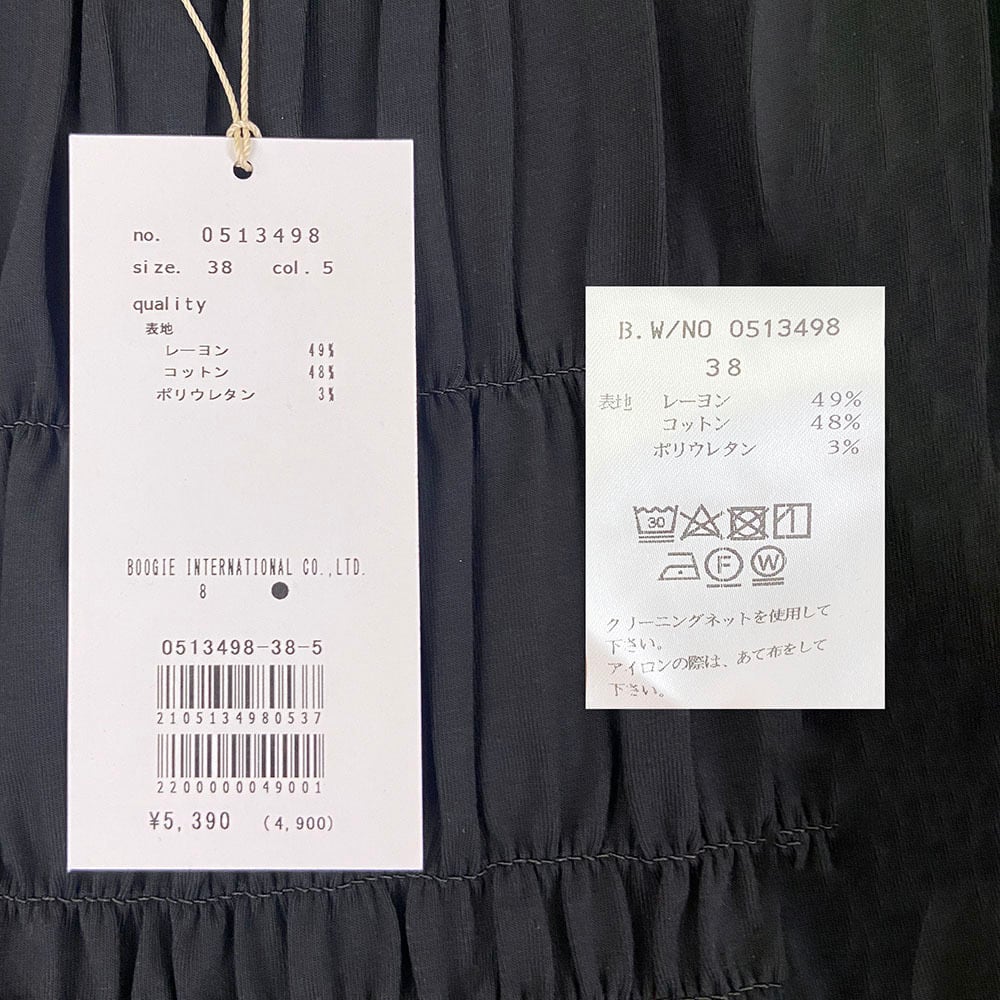 no. 0513498
size. 38 col. 5
quality
表地
レーヨン 49%
コットン 48%
ポリウレタン 3%
BOOGIE INTERNATIONAL CO.,LTD.
8 ●
0513498-38-5
2105134980537
2200000049001
¥5,390 (4,900)
B.W/NO 0513498
38
表地 レーヨン 49%
コットン 48%
ポリウレタン 3%
30
F W
クリーニングネットを使用して
下さい。
アイロンの際は、あて布をして
下さい。